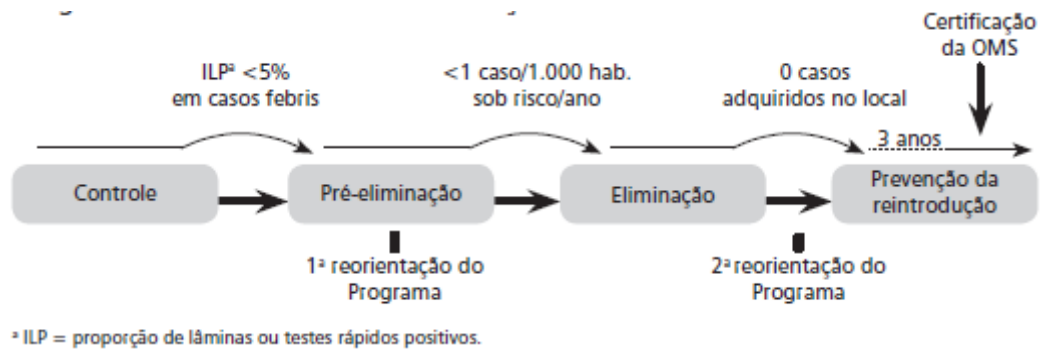 Certificação
da OMS
ILPª <5%
em casos febris
<1 caso/1.000 hab.
sob risco/ano
0 casos
adquiridos no local
3 anos
Controle
Pré-eliminação
Eliminação
Prevenção da
reintrodução
1ª reorientação do
Programa
2ª reorientação do
Programa
ª ILP = proporção de lâminas ou testes rápidos positivos.